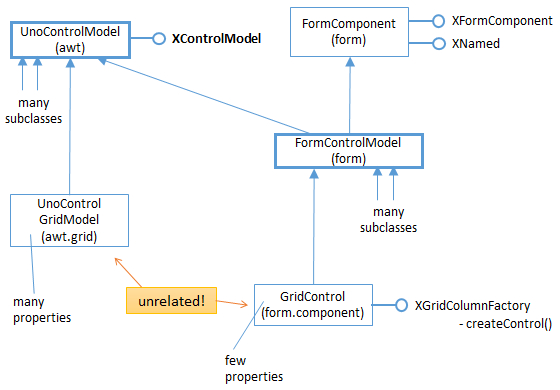 UnoControlModel
(awt)
XControlModel
FormComponent
(form)
XFormComponent
XNamed
many
subclasses
FormControlModel
(form)
many
subclasses
UnoControl
GridModel
(awt.grid)
many
properties
unrelated!
GridControl
(form.component)
XGridColumnFactory
- createControl()
few
properties